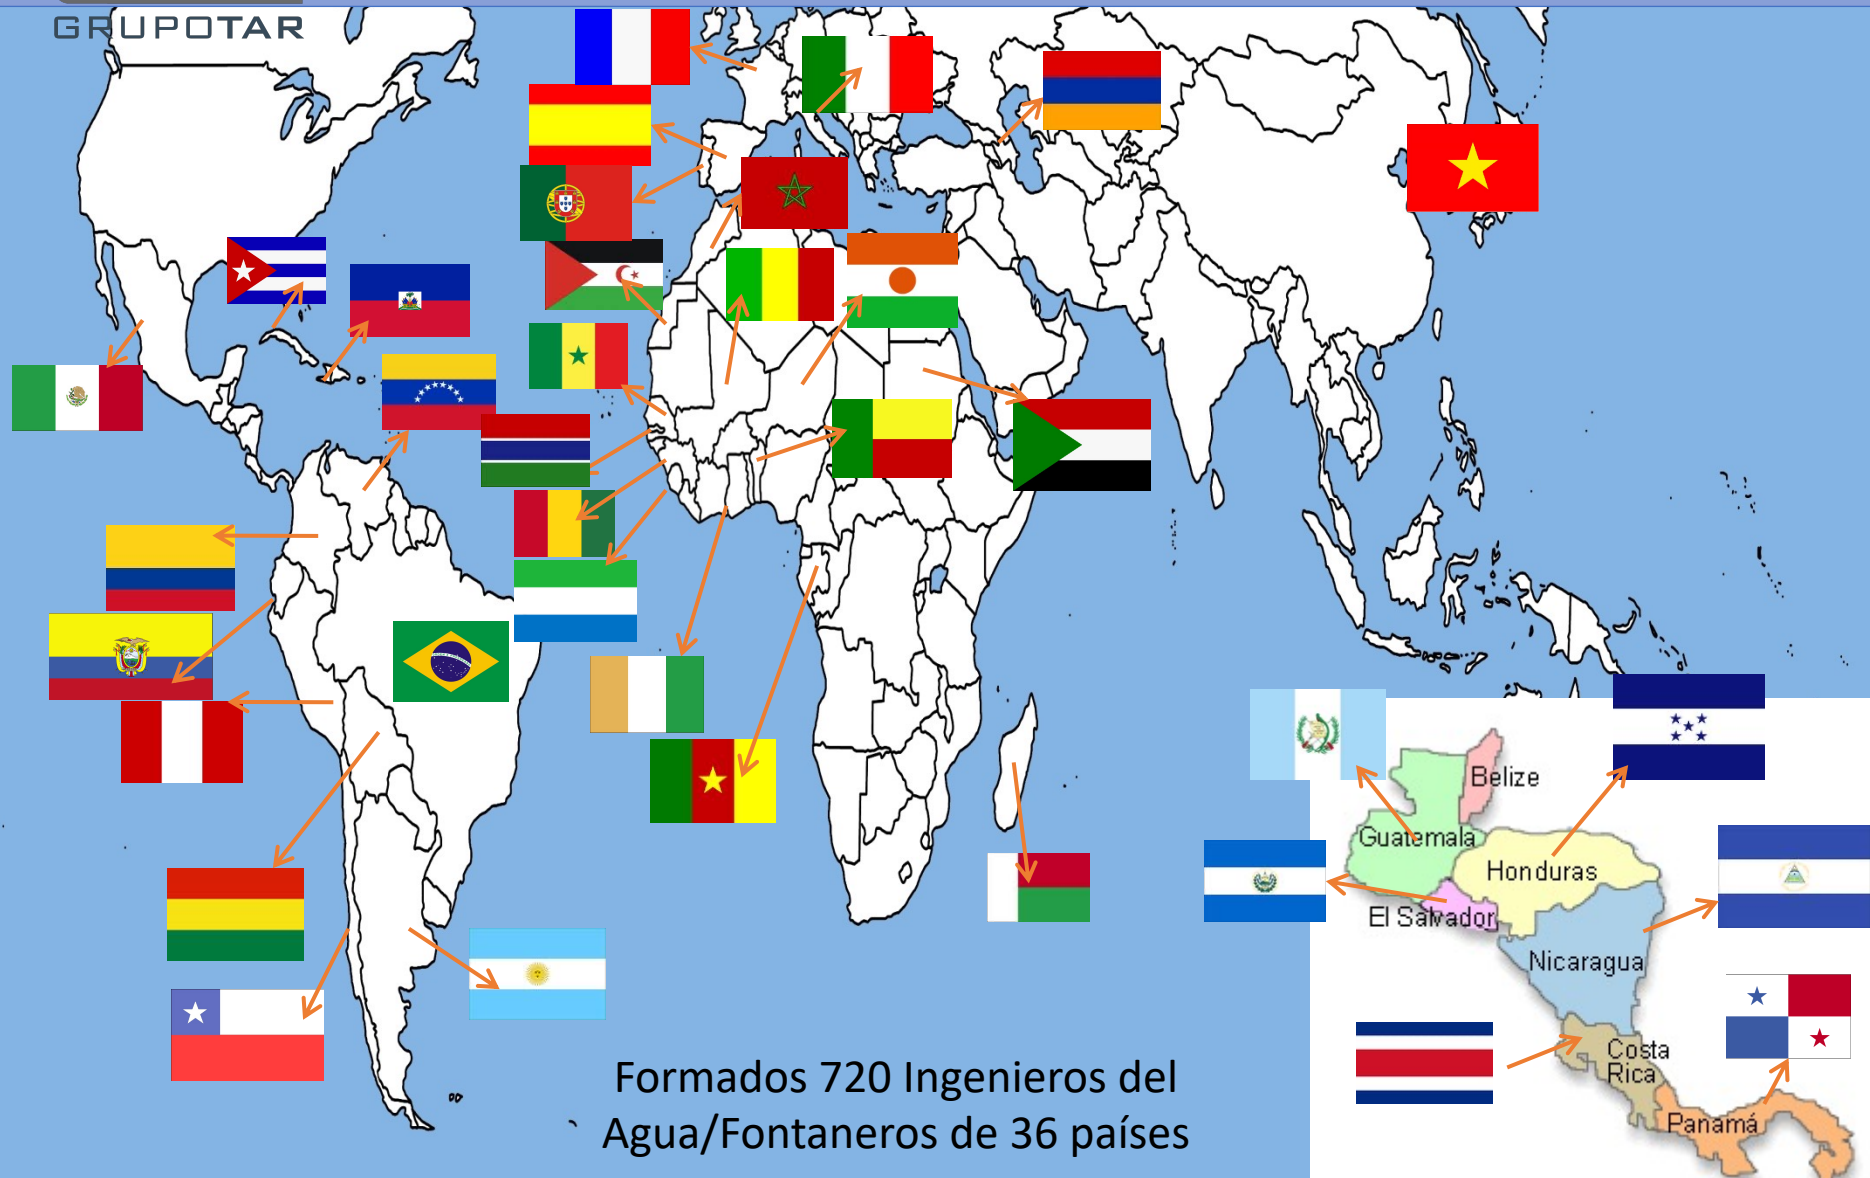 GRUPOTAR
Belize
Guatemala
Honduras
El Salvador
Nicaragua
Costa
Rica
Panamá
Formados 720 Ingenieros del
Agua/Fontaneros de 36 países